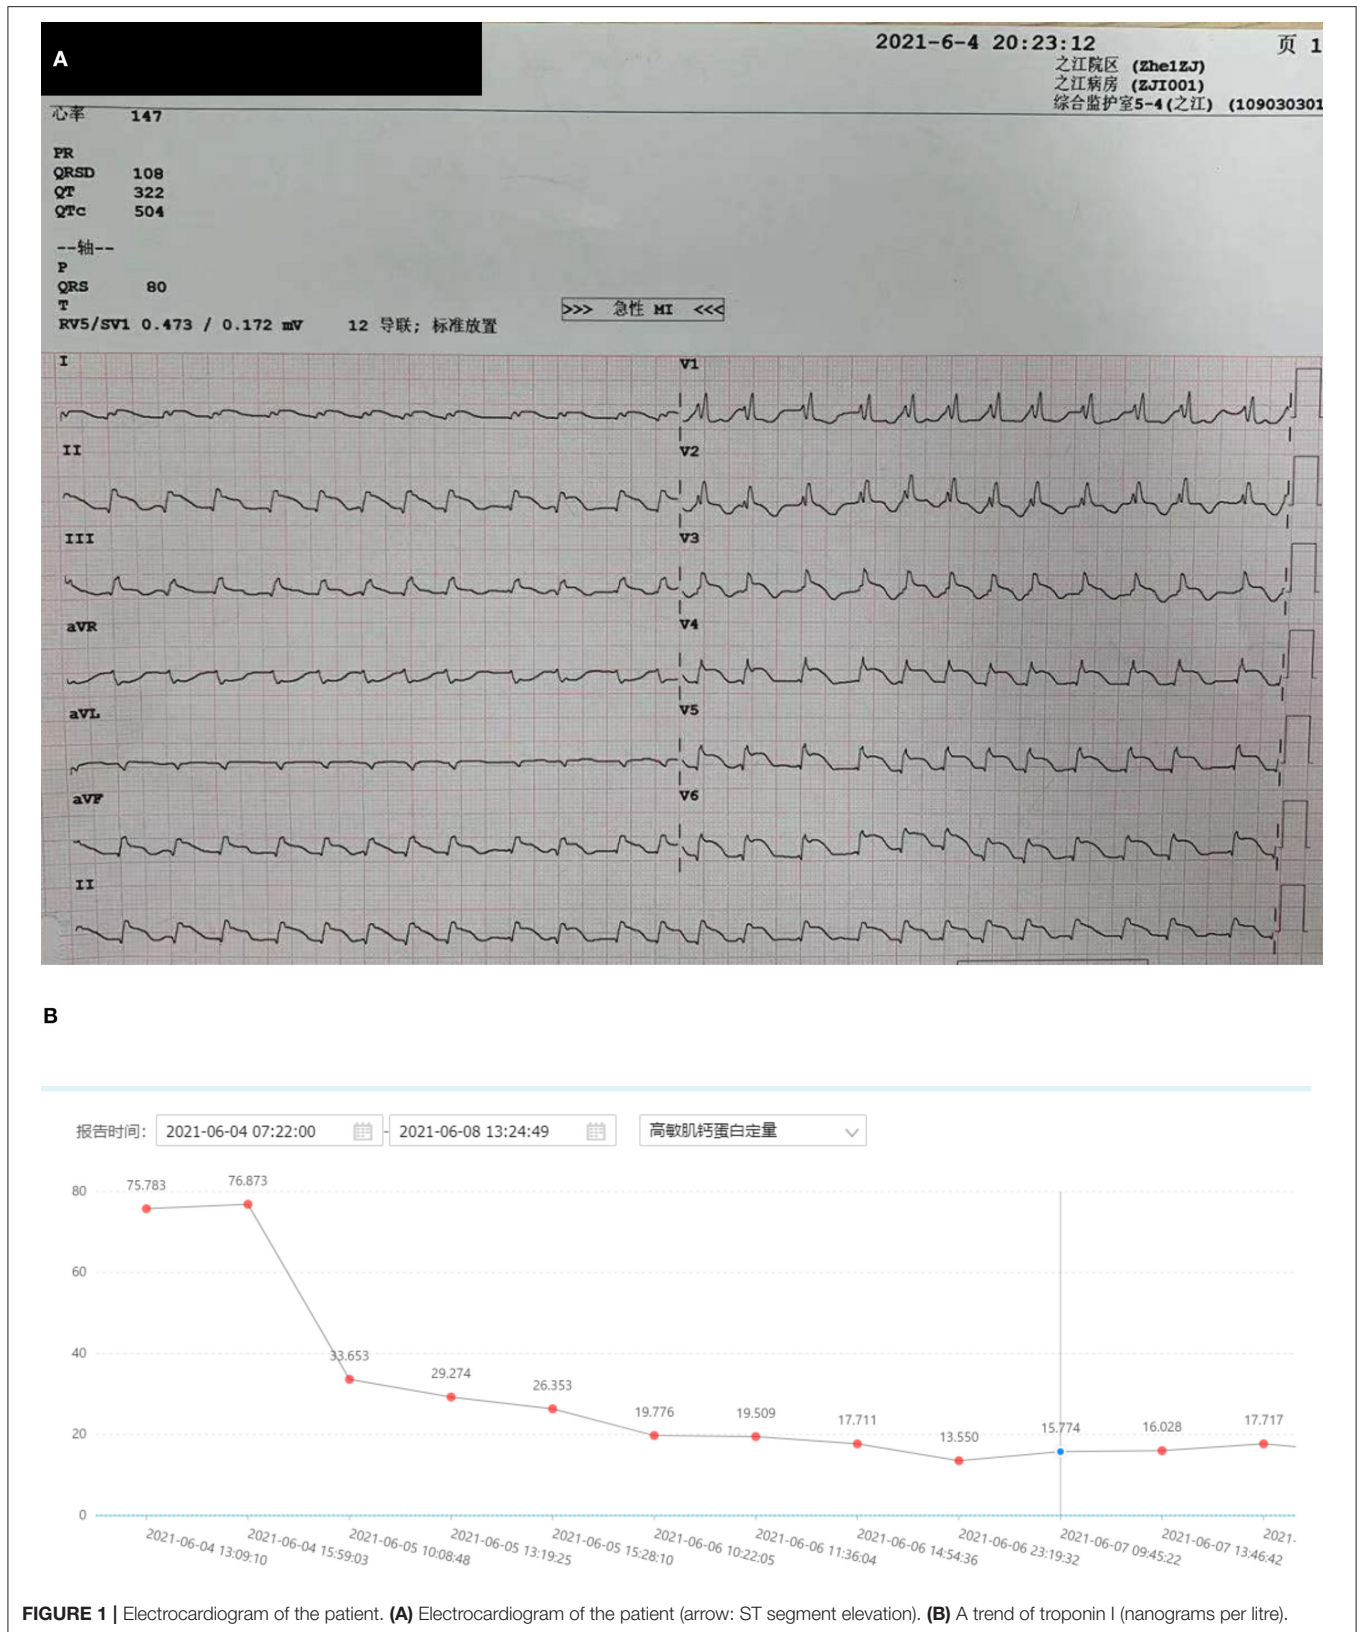 A
2021-6-4 20:23:12 页 1
之江院区 (Zhe1ZJ)
之江病房 (ZJI001)
综合监护室5-4(之江) (109030301
心率 147
PR
QRSD 108
QT 322
QTc 504
--轴--
P
QRS 80
T
RV5/SV1 0.473 / 0.172 mV 12 导联; 标准放置
>>> 急性 MI <<<
I
V1
II
V2
III
V3
aVR
V4
aVL
V5
aVF
V6
II
B
报告时间: 2021-06-04 07:22:00 - 2021-06-08 13:24:49 高敏肌钙蛋白定量
80
60
40
20
0
75.783
76.873
33.653
29.274
26.353
19.776
19.509
17.711
13.550
15.774
16.028
17.717
2021-06-04 13:09:10
2021-06-04 15:59:03
2021-06-05 10:08:48
2021-06-05 13:19:25
2021-06-05 15:28:10
2021-06-06 10:22:05
2021-06-06 11:36:04
2021-06-06 14:54:36
2021-06-06 23:19:32
2021-06-07 09:45:22
2021-06-07 13:46:42
2021-
FIGURE 1 | Electrocardiogram of the patient. (A) Electrocardiogram of the patient (arrow: ST segment elevation). (B) A trend of troponin I (nanograms per litre).